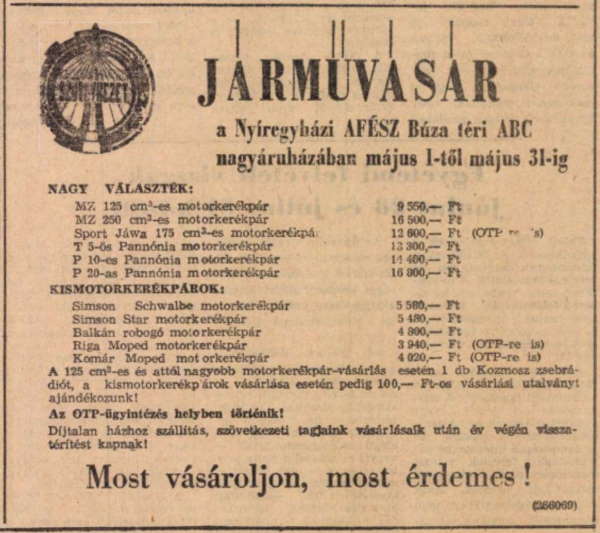 SZÖVETKEZET
JÁRMŰVÁSÁR
a Nyíregyházi ÁFÉSZ Búza téri ABC
nagyáruházában május 1-től május 31-ig
NAGY VÁLASZTÉK:
MZ 125 cm³-es motorkerékpár 9 550,— Ft
MZ 250 cm³-es motorkerékpár 16 500,— Ft
Sport Jáwa 175 cm³-es motorkerékpár 12 600,— Ft (OTP-re is)
T 5-ös Pannónia motorkerékpár 13 300,— Ft
P 10-es Pannónia motorkerékpár 14 400,— Ft
P 20-as Pannónia motorkerékpár 16 800,— Ft
KISMOTORKERÉKPÁROK:
Simson Schwalbe motorkerékpár 5 580,— Ft
Simson Star motorkerékpár 5 480,— Ft
Balkán robogó motorkerékpár 4 800,— Ft
Riga Moped motorkerékpár 3 940,— Ft (OTP-re is)
Komár Moped motorkerékpár 4 020,— Ft (OTP-re is)
A 125 cm³-es és attól nagyobb motorkerékpár-vásárlás esetén 1 db Kozmosz zsebrá-
diót, a kismotorkerékpárok vásárlása esetén pedig 100,— Ft-os vásárlási utalványt
ajándékozunk!
Az OTP-ügyintézés helyben történik!
Díjtalan házhoz szállítás, szövetkezeti tagjaink vásárlásaik után év végén vissza-
térítést kapnak!
Most vásároljon, most érdemes!
(266069)